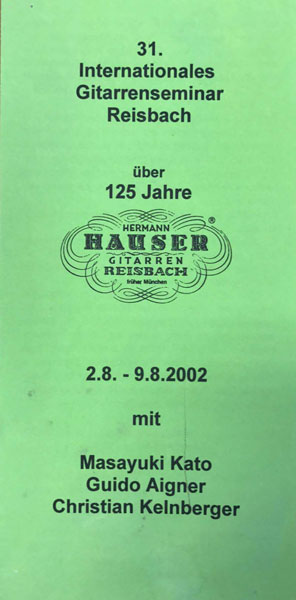 31.
Internationales
Gitarrenseminar
Reisbach
über
125 Jahre
HERMANN
HAUSER
®
GITARREN
REISBACH
früher München
2.8. - 9.8.2002
mit
Masayuki Kato
Guido Aigner
Christian Kelnberger